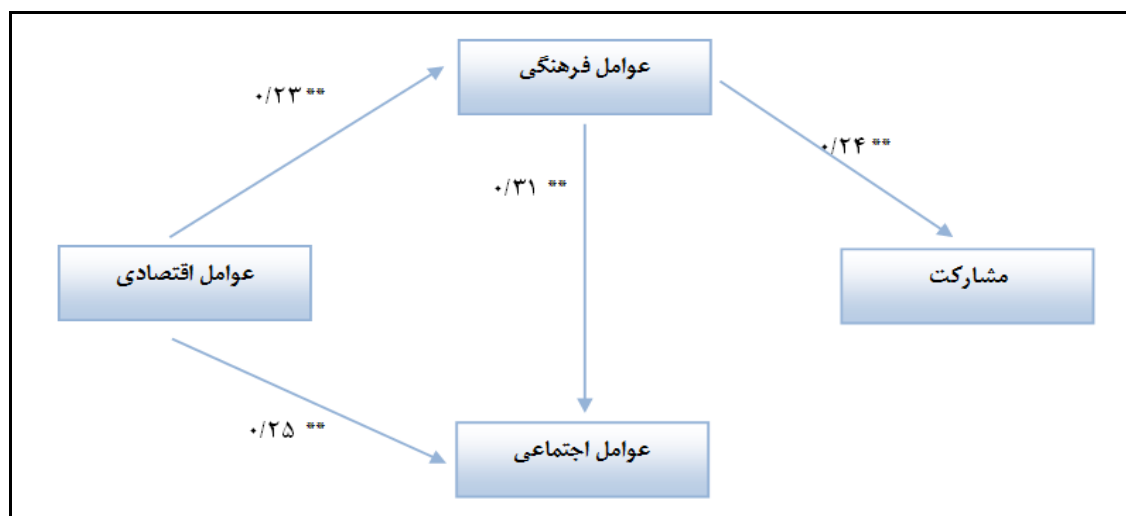 عوامل فرهنگی
۰/۲۳ **
۰/۲۴ **
۰/۳۱ **
عوامل اقتصادی
مشارکت
۰/۲۵ **
عوامل اجتماعی